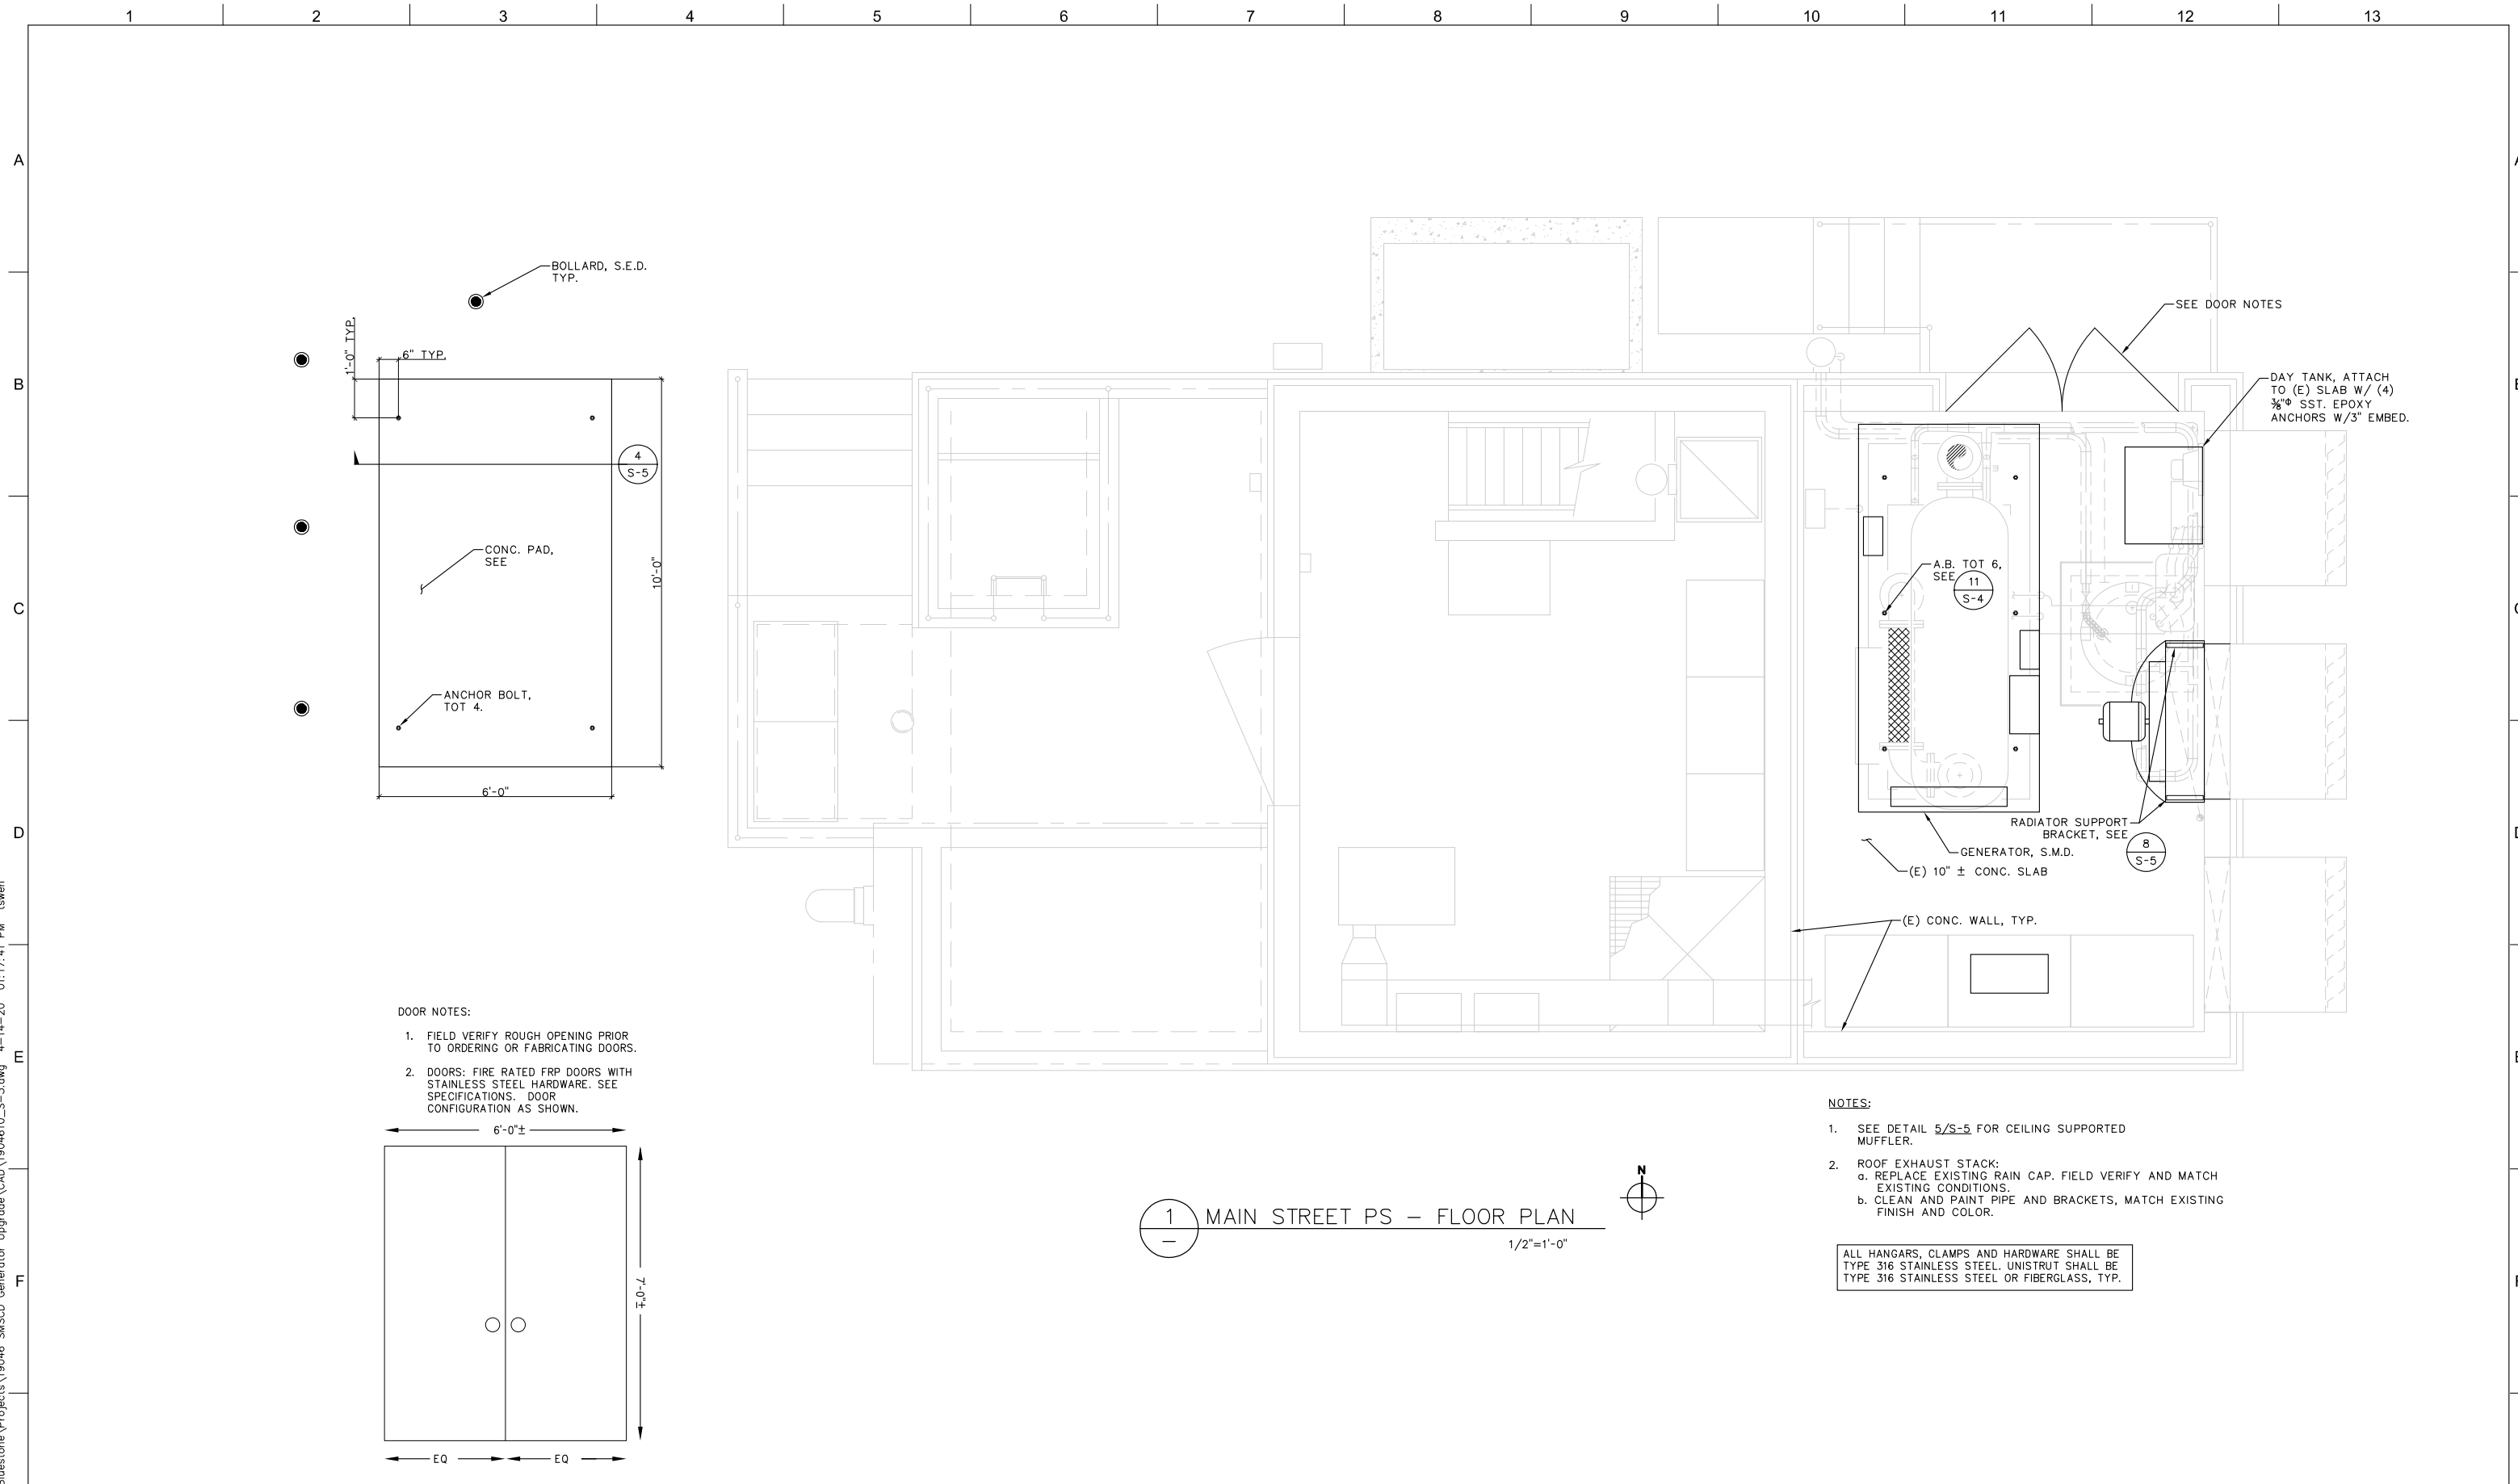 1 2 3 4 5 6 7 8 9 10 11 12 13
A
B
C
D
E
F
BOLLARD, S.E.D.
TYP.
1'-0" TYP.
6" TYP.
4
S-5
CONC. PAD,
SEE
10'-0"
ANCHOR BOLT,
TOT 4.
6'-0"
SEE DOOR NOTES
DAY TANK, ATTACH
TO (E) SLAB W/ (4)
⅜"Φ SST. EPOXY
ANCHORS W/3" EMBED.
A.B. TOT 6,
SEE
11
S-4
RADIATOR SUPPORT
BRACKET, SEE
8
S-5
GENERATOR, S.M.D.
(E) 10" ± CONC. SLAB
(E) CONC. WALL, TYP.
DOOR NOTES:
1. FIELD VERIFY ROUGH OPENING PRIOR
TO ORDERING OR FABRICATING DOORS.
2. DOORS: FIRE RATED FRP DOORS WITH
STAINLESS STEEL HARDWARE. SEE
SPECIFICATIONS. DOOR
CONFIGURATION AS SHOWN.
6'-0"±
7'-0"±
EQ EQ
1
—
MAIN STREET PS – FLOOR PLAN
1/2"=1'-0"
N
NOTES:
1. SEE DETAIL 5/S-5 FOR CEILING SUPPORTED
MUFFLER.
2. ROOF EXHAUST STACK:
a. REPLACE EXISTING RAIN CAP. FIELD VERIFY AND MATCH
EXISTING CONDITIONS.
b. CLEAN AND PAINT PIPE AND BRACKETS, MATCH EXISTING
FINISH AND COLOR.
ALL HANGARS, CLAMPS AND HARDWARE SHALL BE
TYPE 316 STAINLESS STEEL. UNISTRUT SHALL BE
TYPE 316 STAINLESS STEEL OR FIBERGLASS, TYP.